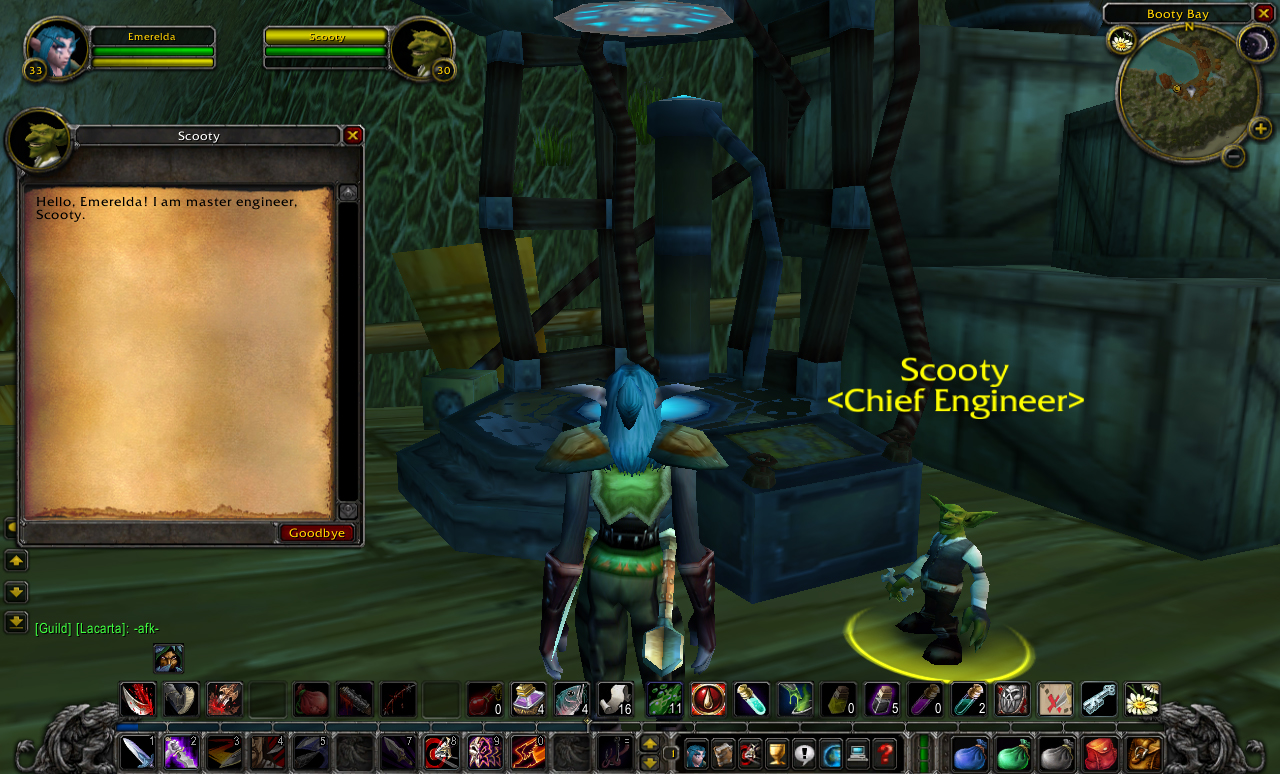 Emerelda
33
Scooty
30
Booty Bay
N
Scooty
Hello, Emerelda! I am master engineer,
Scooty.
Goodbye
Scooty
<Chief Engineer>
[Guild] [Lacarta]: -afk-
0 4 4 16 11 0 5 0 2
1 2 3 4 5 7 8 9 0 =
1